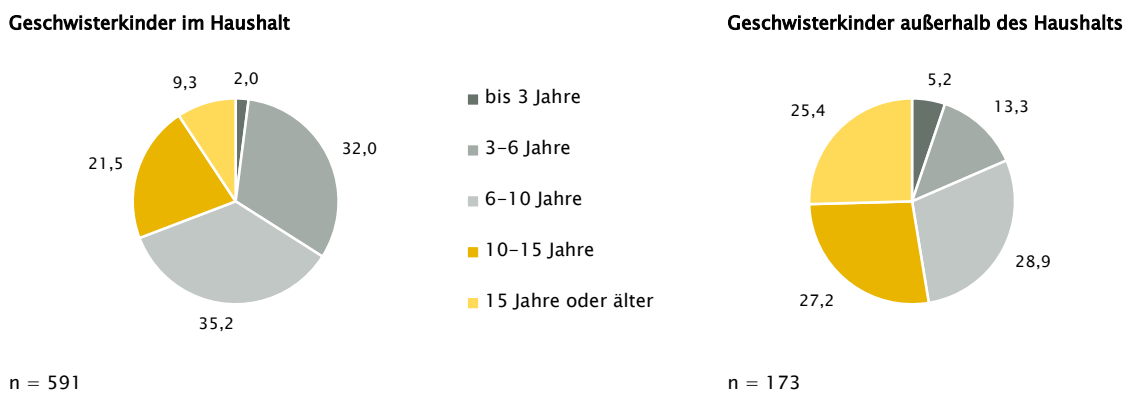 Geschwisterkinder im Haushalt
9,3
2,0
32,0
21,5
35,2
n = 591
bis 3 Jahre
3–6 Jahre
6–10 Jahre
10–15 Jahre
15 Jahre oder älter
Geschwisterkinder außerhalb des Haushalts
5,2
13,3
25,4
28,9
27,2
n = 173